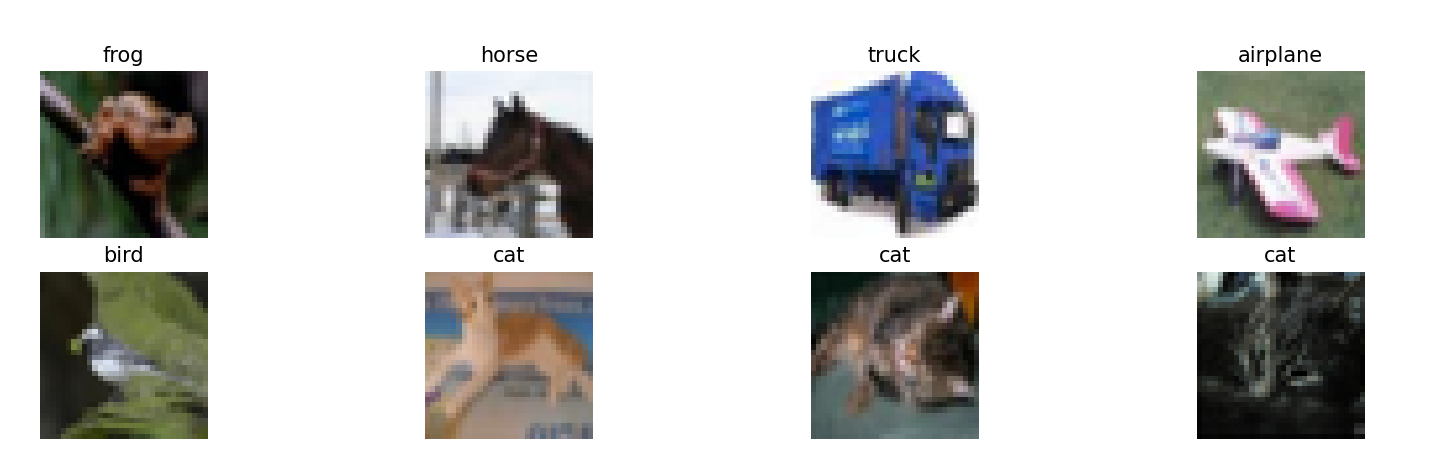 frog
horse
truck
airplane
bird
cat
cat
cat